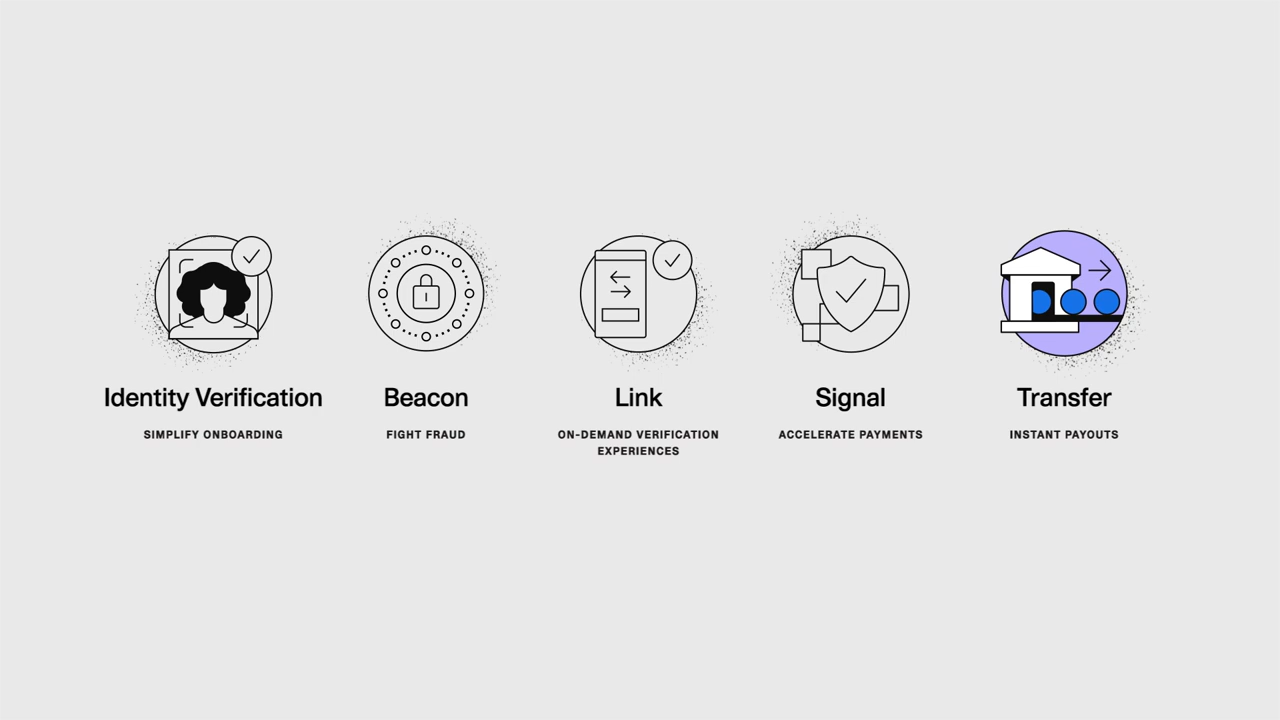 Identity Verification
SIMPLIFY ONBOARDING
Beacon
FIGHT FRAUD
Link
ON-DEMAND VERIFICATION
EXPERIENCES
Signal
ACCELERATE PAYMENTS
Transfer
INSTANT PAYOUTS